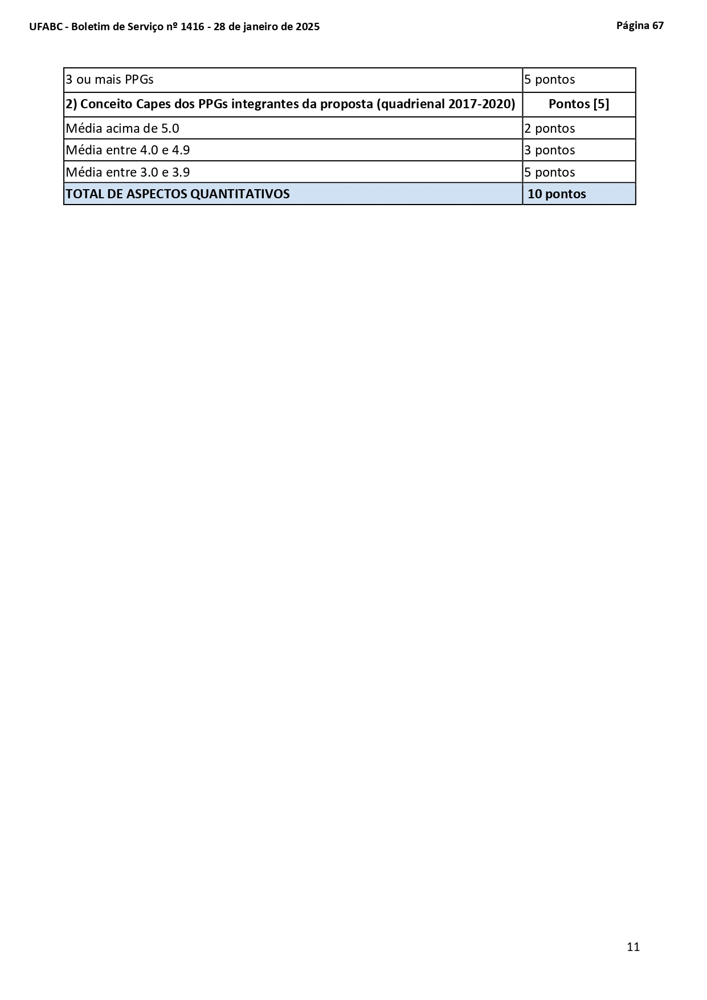 UFABC - Boletim de Serviço nº 1416 - 28 de janeiro de 2025 Página 67
3 ou mais PPGs 5 pontos
2) Conceito Capes dos PPGs integrantes da proposta (quadrienal 2017-2020) Pontos [5]
Média acima de 5.0 2 pontos
Média entre 4.0 e 4.9 3 pontos
Média entre 3.0 e 3.9 5 pontos
TOTAL DE ASPECTOS QUANTITATIVOS 10 pontos
11